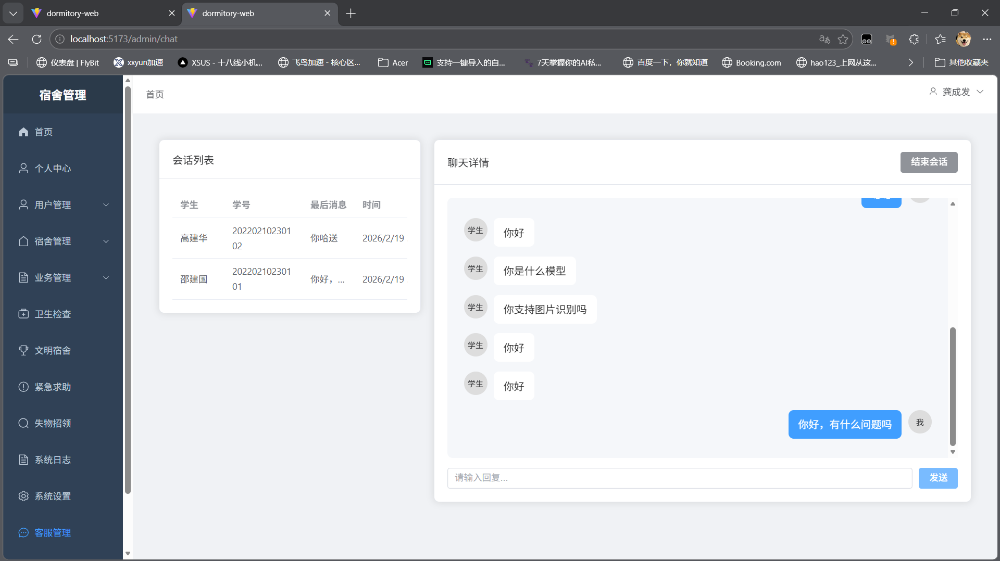 dormitory-web
dormitory-web
localhost:5173/admin/chat
仪表盘 | FlyBit
xxyun加速
XSUS - 十八线小机...
飞鸟加速 - 核心区...
Acer
支持一键导入的自...
7天掌握你的AI私...
百度一下，你就知道
Booking.com
hao123_上网从这...
其他收藏夹
宿舍管理
首页
个人中心
用户管理
宿舍管理
业务管理
卫生检查
文明宿舍
紧急求助
失物招领
系统日志
系统设置
客服管理
首页
龚成发
会话列表
学生 学号 最后消息 时间
高建华 202202102301 你哈送 2026/2/19
02
邵建国 202202102301 你好，... 2026/2/19
01
聊天详情
结束会话
学生 你好
学生 你是什么模型
学生 你支持图片识别吗
学生 你好
学生 你好
你好，有什么问题吗 我
请输入回复...
发送